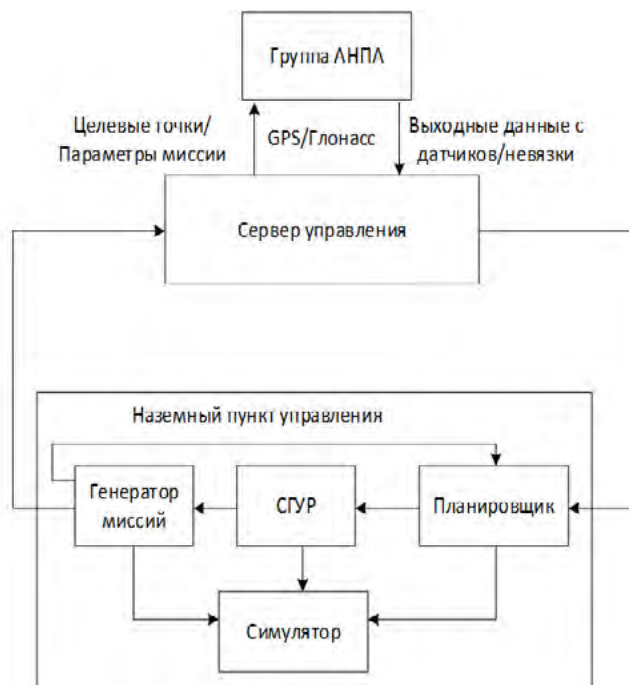 Группа АНПА
Целевые точки/
Параметры миссии
GPS/Глонасс
Выходные данные с
датчиков/невязки
Сервер управления
Наземный пункт управления
Генератор
миссий
СГУР
Планировщик
Симулятор